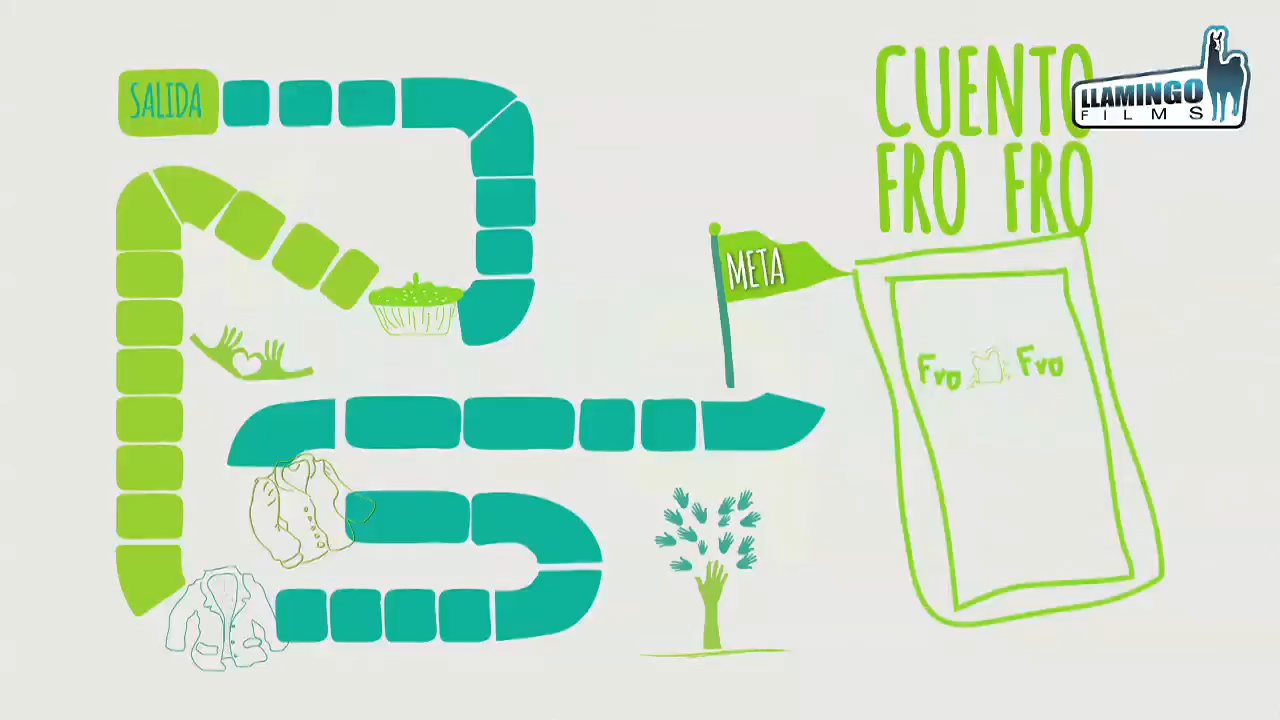 SALIDA
CUENTO
FRO FRO
LLAMINGO
FILMS
META
Fro Fro